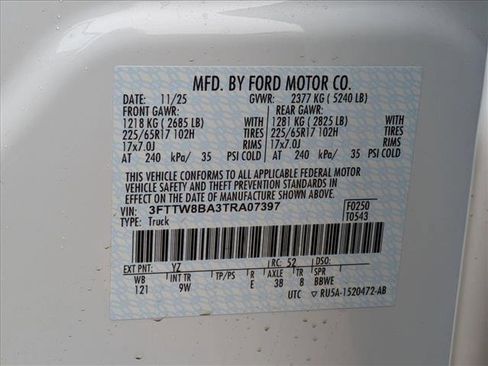 MFD. BY FORD MOTOR CO.
DATE: 11/25 GVWR: 2377 KG ( 5240 LB)
FRONT GAWR: REAR GAWR:
1218 KG ( 2685 LB) WITH 1281 KG ( 2825 LB) WITH
225/65R17 102H TIRES 225/65R17 102H TIRES
17x7.0J RIMS 17x7.0J RIMS
AT 240 kPa/ 35 PSI COLD AT 240 kPa/ 35 PSI COLD
THIS VEHICLE CONFORMS TO ALL APPLICABLE FEDERAL MOTOR
VEHICLE SAFETY AND THEFT PREVENTION STANDARDS IN
EFFECT ON THE DATE OF MANUFACTURE SHOWN ABOVE.
VIN: 3FTTW8BA3TRA07397 F0250
TYPE: Truck T0543
EXT PNT: YZ RC: 52 DSO:
WB INT TR TP/PS R AXLE TR SPR
121 9W E 38 8 BBWE
UTC RU5A-1520472-AB